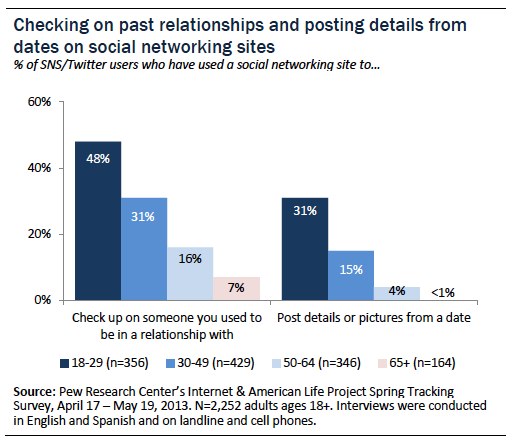 Checking on past relationships and posting details from
dates on social networking sites
% of SNS/Twitter users who have used a social networking site to…
60%
40%
20%
0%
48%
31%
16%
7%
31%
15%
4%
<1%
Check up on someone you used to
be in a relationship with
Post details or pictures from a date
18-29 (n=356)
30-49 (n=429)
50-64 (n=346)
65+ (n=164)
Source: Pew Research Center's Internet & American Life Project Spring Tracking
Survey, April 17 – May 19, 2013. N=2,252 adults ages 18+. Interviews were conducted
in English and Spanish and on landline and cell phones.